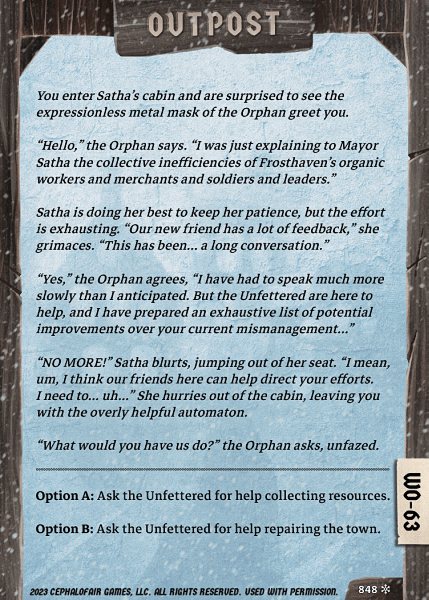 OUTPOST
You enter Satha's cabin and are surprised to see the
expressionless metal mask of the Orphan greet you.
“Hello,” the Orphan says. “I was just explaining to Mayor
Satha the collective inefficiencies of Frosthaven's organic
workers and merchants and soldiers and leaders.”
Satha is doing her best to keep her patience, but the effort
is exhausting. “Our new friend has a lot of feedback,” she
grimaces. “This has been... a long conversation.”
“Yes,” the Orphan agrees, “I have had to speak much more
slowly than I anticipated. But the Unfettered are here to
help, and I have prepared an exhaustive list of potential
improvements over your current mismanagement...”
“NO MORE!” Satha blurts, jumping out of her seat. “I mean,
um, I think our friends here can help direct your efforts.
I need to... uh...” She hurries out of the cabin, leaving you
with the overly helpful automaton.
“What would you have us do?” the Orphan asks, unfazed.
Option A: Ask the Unfettered for help collecting resources.
Option B: Ask the Unfettered for help repairing the town.
WO-63
2023 CEPHALOFAIR GAMES, LLC. ALL RIGHTS RESERVED. USED WITH PERMISSION.
848